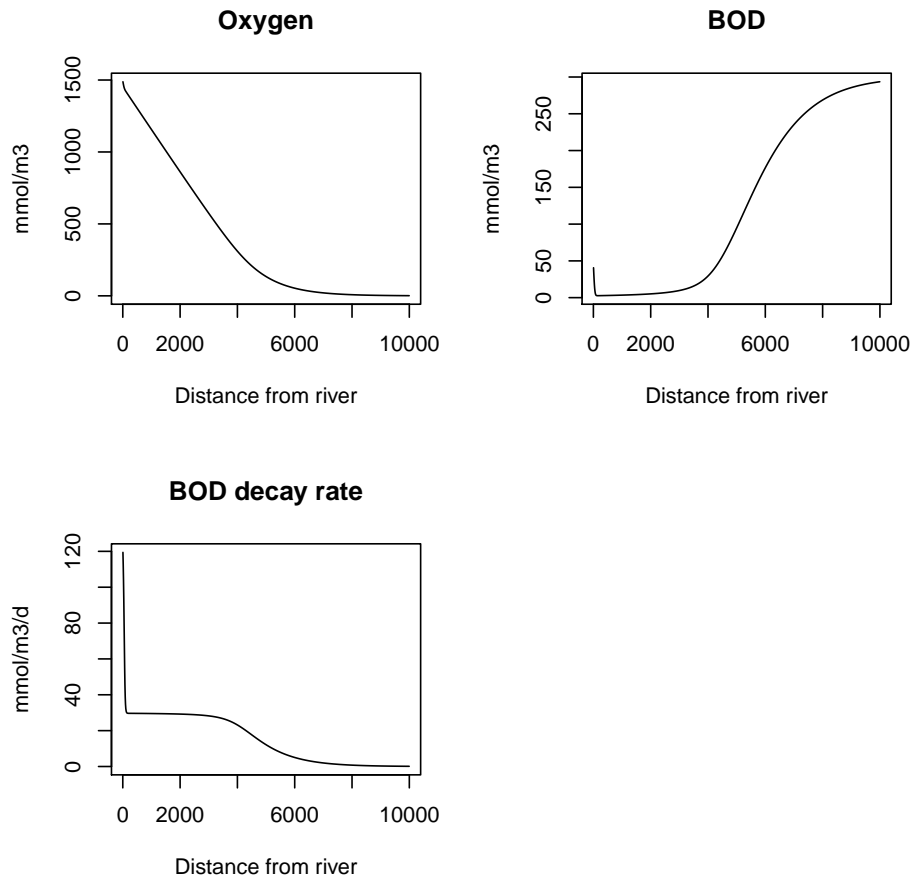 Oxygen
mmol/m3
1500
1000
500
0
0 2000 6000 10000
Distance from river
BOD
mmol/m3
250
150
50
0
0 2000 6000 10000
Distance from river
BOD decay rate
mmol/m3/d
120
80
40
0
0 2000 6000 10000
Distance from river